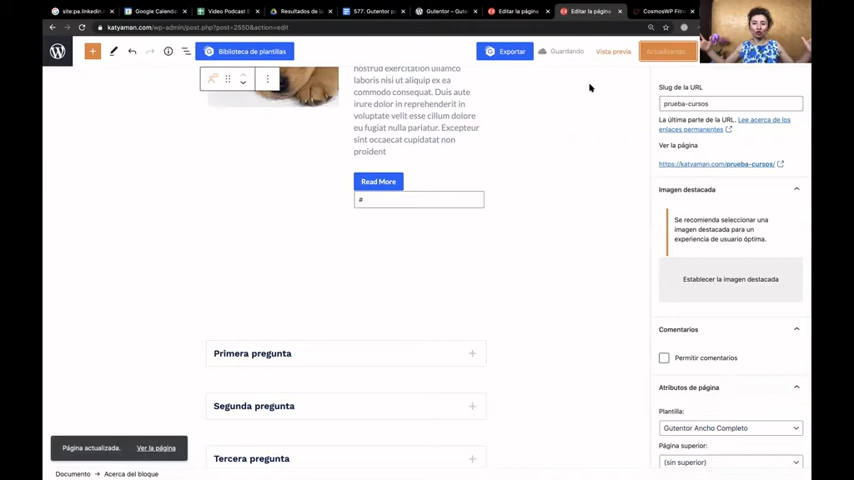 site:pa.linkedin.
Google Calenda
Video Podcast E
Resultados de la
577. Gutentor p
Gutentor – Gute
Editar la página
Editar la página
CosmosWP Fitne
katyaman.com/wp-admin/post.php?post=2550&action=edit
Biblioteca de plantillas
Exportar
Guardando
Vista previa
Actualizando
nostrud exercitation ullamco
laboris nisi ut aliquip ex ea
commodo consequat. Duis aute
irure dolor in reprehenderit in
voluptate velit esse cillum dolore
eu fugiat nulla pariatur. Excepteur
sint occaecat cupidatat non
proident
Read More
#
Primera pregunta
Segunda pregunta
Tercera pregunta
Slug de la URL
prueba-cursos
La última parte de la URL. Lee acerca de los
enlaces permanentes
Ver la página
https://katyaman.com/prueba-cursos/
Imagen destacada
Se recomienda seleccionar una
imagen destacada para un
experiencia de usuario óptima.
Establecer la imagen destacada
Comentarios
Permitir comentarios
Atributos de página
Plantilla:
Gutentor Ancho Completo
Página superior:
(sin superior)
Página actualizada.
Ver la página
Documento → Acerca del bloque